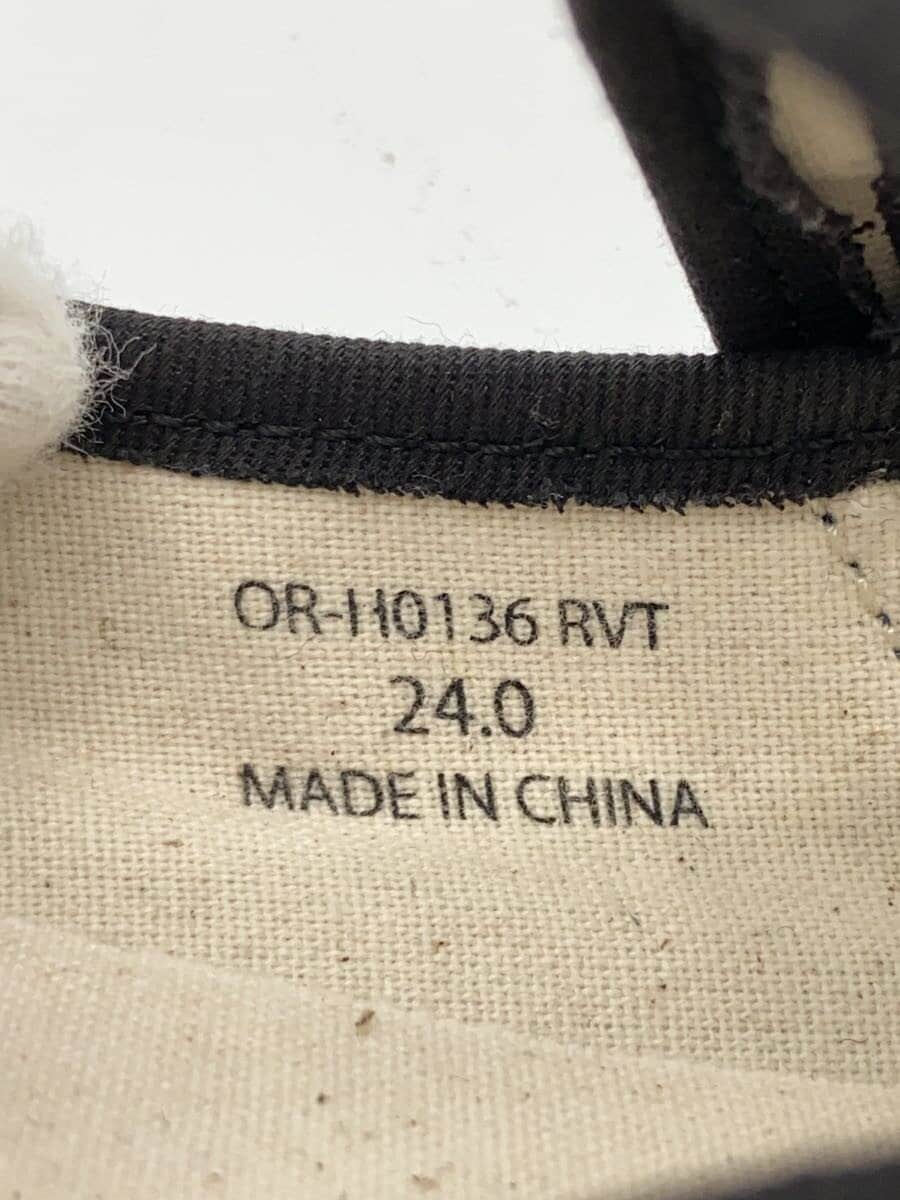 OR-H0136 RVT
24.0
MADE IN CHINA